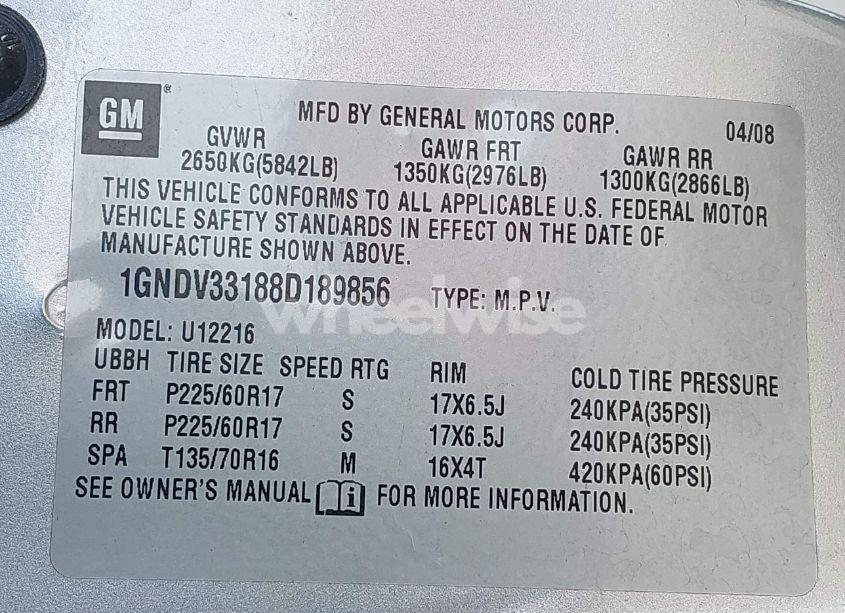 GM®
MFD BY GENERAL MOTORS CORP. 04/08
GVWR GAWR FRT GAWR RR
2650KG(5842LB) 1350KG(2976LB) 1300KG(2866LB)
THIS VEHICLE CONFORMS TO ALL APPLICABLE U.S. FEDERAL MOTOR
VEHICLE SAFETY STANDARDS IN EFFECT ON THE DATE OF
MANUFACTURE SHOWN ABOVE.
1GNDV33188D189856 TYPE: M.P.V.
wheelwise
MODEL: U12216
UBBH TIRE SIZE SPEED RTG RIM COLD TIRE PRESSURE
FRT P225/60R17 S 17X6.5J 240KPA(35PSI)
RR P225/60R17 S 17X6.5J 240KPA(35PSI)
SPA T135/70R16 M 16X4T 420KPA(60PSI)
SEE OWNER'S MANUAL i FOR MORE INFORMATION.